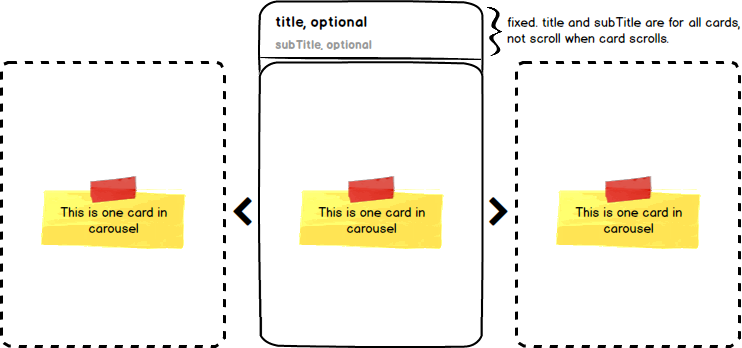 title, optional
subTitle, optional
fixed. title and subTitle are for all cards,
not scroll when card scrolls.
This is one card in
carousel
This is one card in
carousel
This is one card in
carousel